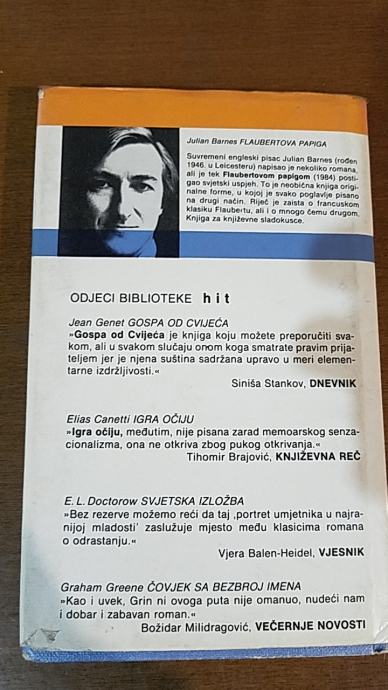 Julian Barnes FLAUBERTOVA PAPIGA
Suvremeni engleski pisac Julian Barnes (rođen
1946. u Leicesteru) napisao je nekoliko romana,
ali je tek Flaubertovom papigom (1984) posti-
gao svjetski uspjeh. To je neobična knjiga origi-
nalne forme, u kojoj je svako poglavlje pisano
na drugi način. Riječ je zaista o francuskom
klasiku Flaubertu, ali i o mnogo čemu drugom.
Knjiga za književne sladokusce.
ODJECI BIBLIOTEKE hit
Jean Genet GOSPA OD CVIJEĆA
»Gospa od Cvijeća je knjiga koju možete preporučiti sva-
kom, ali u svakom slučaju onom koga smatrate pravim prija-
teljem jer je njena suština sadržana upravo u meri elemen-
tarne izdržljivosti.«
Siniša Stankov, DNEVNIK
Elias Canetti IGRA OČIJU
»Igra očiju, međutim, nije pisana zarad memoarskog senza-
cionalizma, ona ne otkriva zbog pukog otkrivanja.«
Tihomir Brajović, KNJIŽEVNA REČ
E. L. Doctorow SVJETSKA IZLOŽBA
»Bez rezerve možemo reći da taj ‚portret umjetnika u najra-
nijoj mladosti’ zaslužuje mjesto među klasicima romana
o odrastanju.«
Vjera Balen-Heidel, VJESNIK
Graham Greene ČOVJEK SA BEZBROJ IMENA
»Kao i uvek, Grin ni ovoga puta nije omanuo, nudeći nam
i dobar i zabavan roman.«
Božidar Milidragović, VEČERNJE NOVOSTI